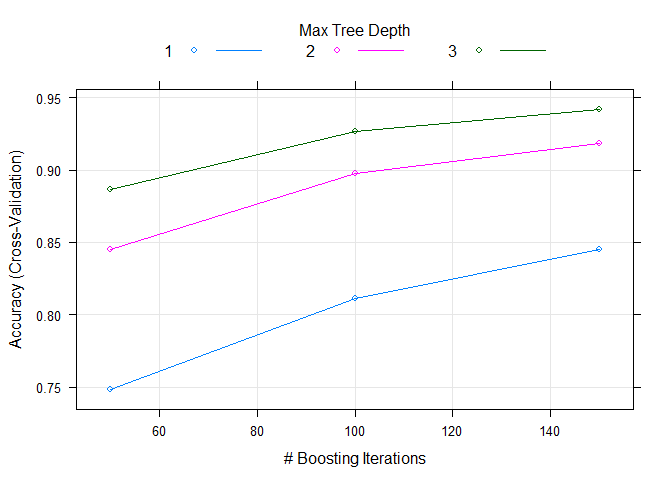 Max Tree Depth
1 2 3
0.95
0.90
0.85
0.80
0.75
Accuracy (Cross-Validation)
60 80 100 120 140
# Boosting Iterations